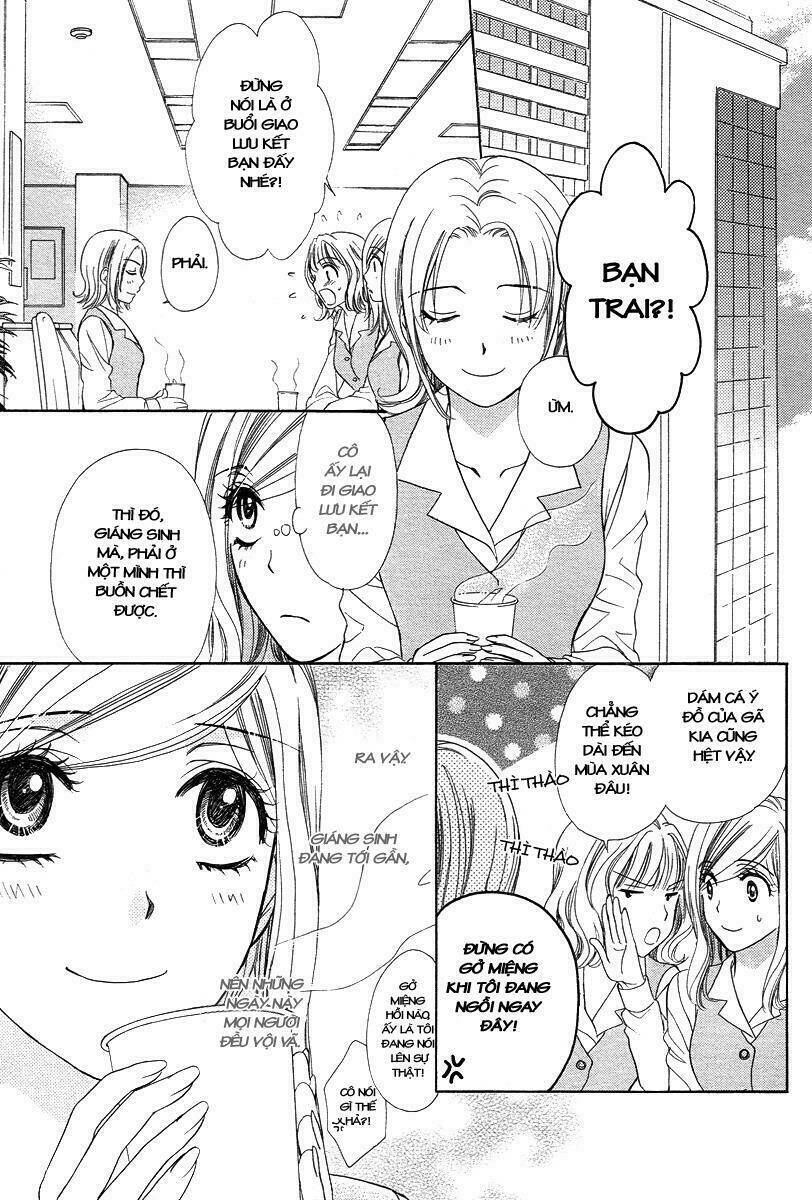 BẠN
TRAI?!
ỪM.
ĐỪNG
NÓI LÀ Ở
BUỔI GIAO
LƯU KẾT
BẠN ĐẤY
NHÉ?!
PHẢI.
CÔ
ẤY LẠI
ĐI GIAO
LƯU KẾT
BẠN...
THÌ ĐÓ,
GIÁNG SINH
MÀ, PHẢI Ở
MỘT MÌNH THÌ
BUỒN CHẾT
ĐƯỢC.
DÁM CÁ Ý
ĐỒ CỦA GÃ
KIA CŨNG
HỆT VẬY.
CHẲNG
THỂ KÉO
DÀI ĐẾN
MÙA XUÂN
ĐÂU!
THÌ THÀO
THÌ THÀO
ĐỪNG CÓ
GỞ MIỆNG
KHI TÔI ĐANG
NGỒI NGAY
ĐÂY!
GỞ
MIỆNG
HỒI NÀO,
ẤY LÀ TÔI
ĐANG NÓI
LÊN SỰ
THẬT!
CÔ NÓI
GÌ THẾ
HẢ?!
RA VẬY.
GIÁNG SINH
ĐANG TỚI GẦN,
NÊN NHỮNG
NGÀY NÀY
MỌI NGƯỜI
ĐỀU VỘI VÃ.